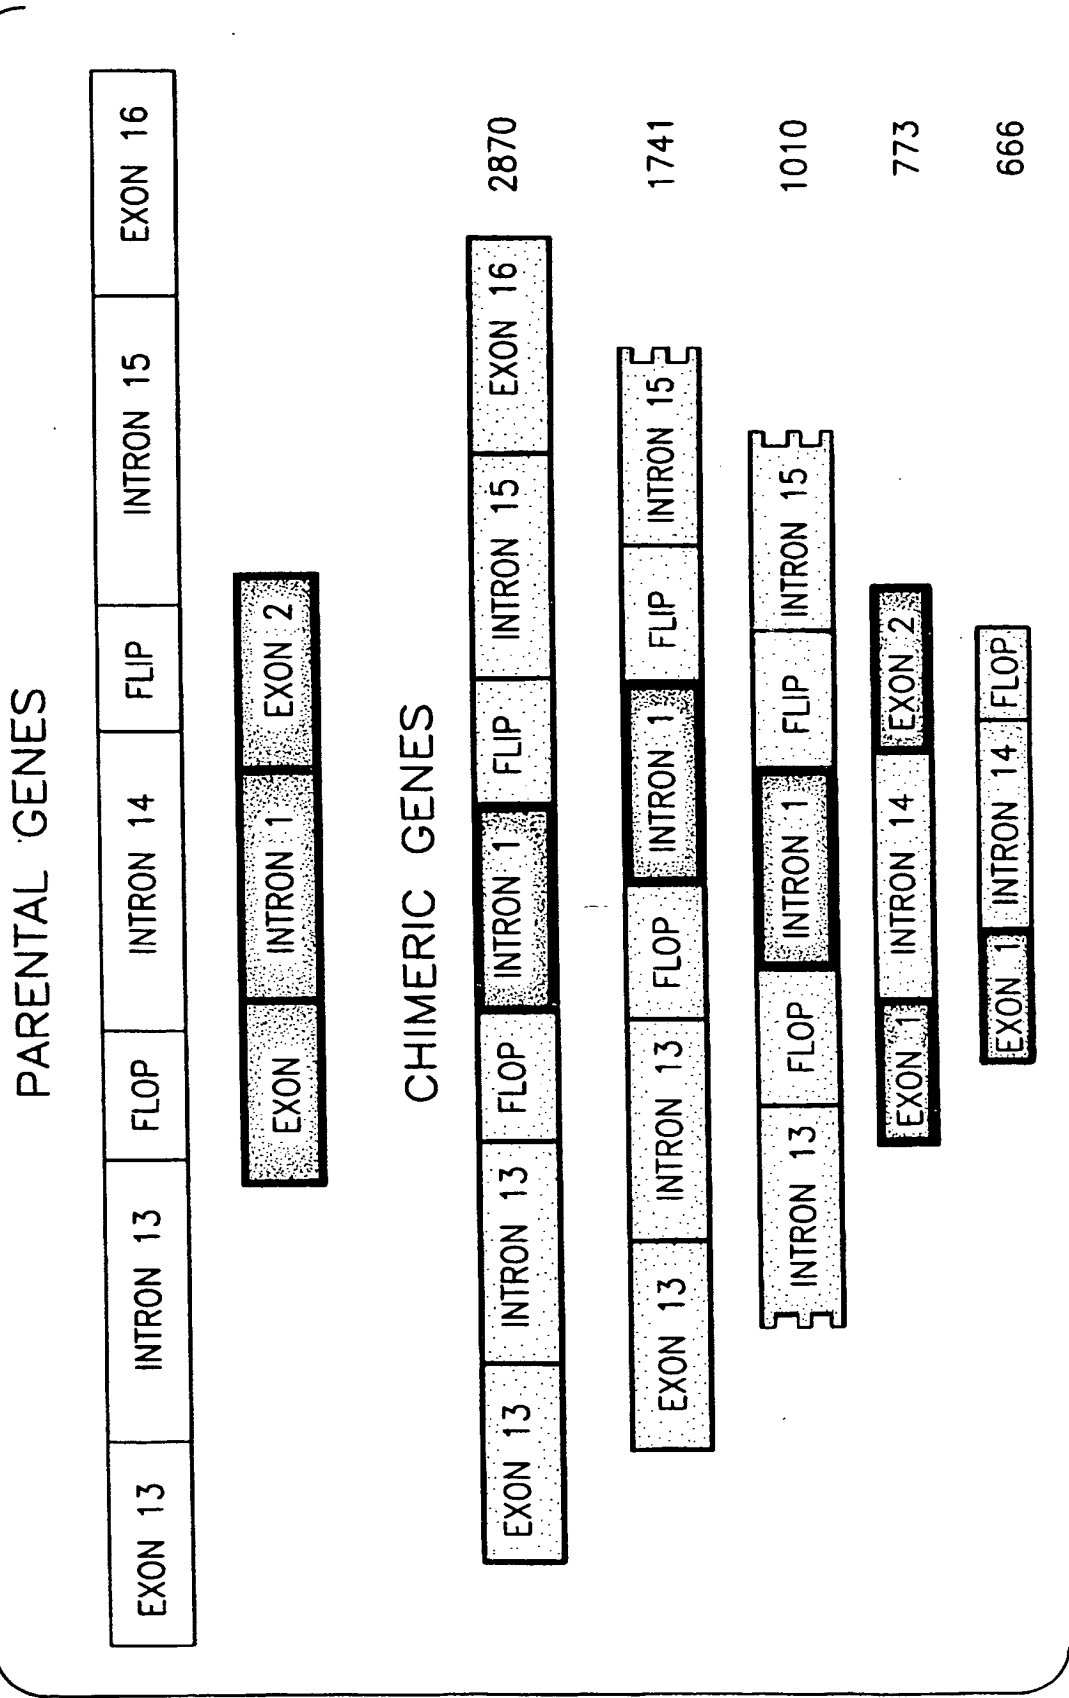 PARENTAL GENES
EXON 13 INTRON 13 FLOP INTRON 14 FLIP INTRON 15 EXON 16
EXON INTRON 1 EXON 2
CHIMERIC GENES
EXON 13 INTRON 13 FLOP INTRON 1 FLIP INTRON 15 EXON 16 2870
EXON 13 INTRON 13 FLOP INTRON 1 FLIP INTRON 15 1741
INTRON 13 FLOP INTRON 1 FLIP INTRON 15 1010
EXON 1 INTRON 14 EXON 2 773
EXON 1 INTRON 14 FLOP 666